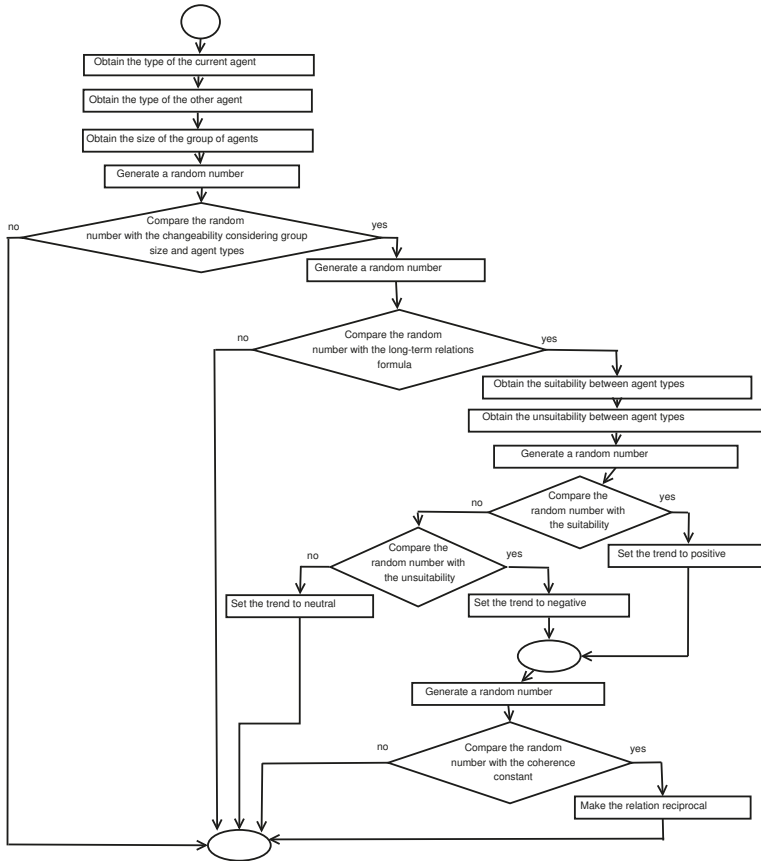 Obtain the type of the current agent
Obtain the type of the other agent
Obtain the size of the group of agents
Generate a random number
no
Compare the random
number with the changeability considering group
size and agent types
yes
Generate a random number
no
Compare the random
number with the long-term relations
formula
yes
Obtain the suitability between agent types
Obtain the unsuitability between agent types
Generate a random number
no
Compare the
random number with
the suitability
yes
no
Compare the
random number with
the unsuitability
yes
Set the trend to positive
Set the trend to neutral
Set the trend to negative
Generate a random number
no
Compare the random
number with the coherence
constant
yes
Make the relation reciprocal